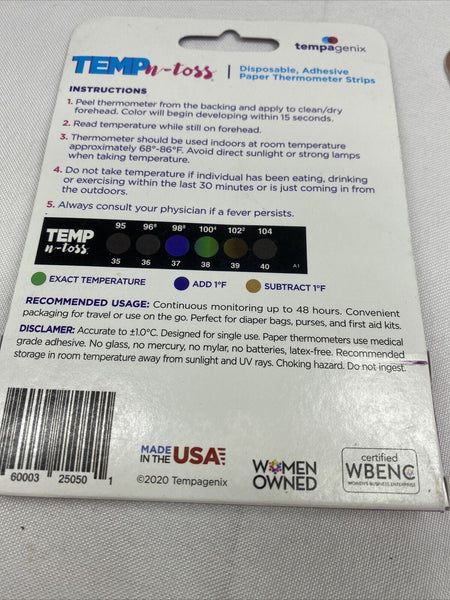 tempagenix
TEMP n-toss
Disposable, Adhesive
Paper Thermometer Strips
INSTRUCTIONS
1. Peel thermometer from the backing and apply to clean/dry
forehead. Color will begin developing within 15 seconds.
2. Read temperature while still on forehead.
3. Thermometer should be used indoors at room temperature
approximately 68°-86°F. Avoid direct sunlight or strong lamps
when taking temperature.
4. Do not take temperature if individual has been eating, drinking
or exercising within the last 30 minutes or is just coming in from
the outdoors.
5. Always consult your physician if a fever persists.
TEMP
n-toss
95 96⁸ 98⁶ 100⁴ 102² 104
35 36 37 38 39 40 A1
EXACT TEMPERATURE ADD 1°F SUBTRACT 1°F
RECOMMENDED USAGE: Continuous monitoring up to 48 hours. Convenient
packaging for travel or use on the go. Perfect for diaper bags, purses, and first aid kits.
DISCLAMER: Accurate to ±1.0°C. Designed for single use. Paper thermometers use medical
grade adhesive. No glass, no mercury, no mylar, no batteries, latex-free. Recommended
storage in room temperature away from sunlight and UV rays. Choking hazard. Do not ingest.
60003 25050 1
MADE
IN THE USA
©2020 Tempagenix
WOMEN
OWNED
certified
WBENC
WOMEN'S BUSINESS ENTERPRISE